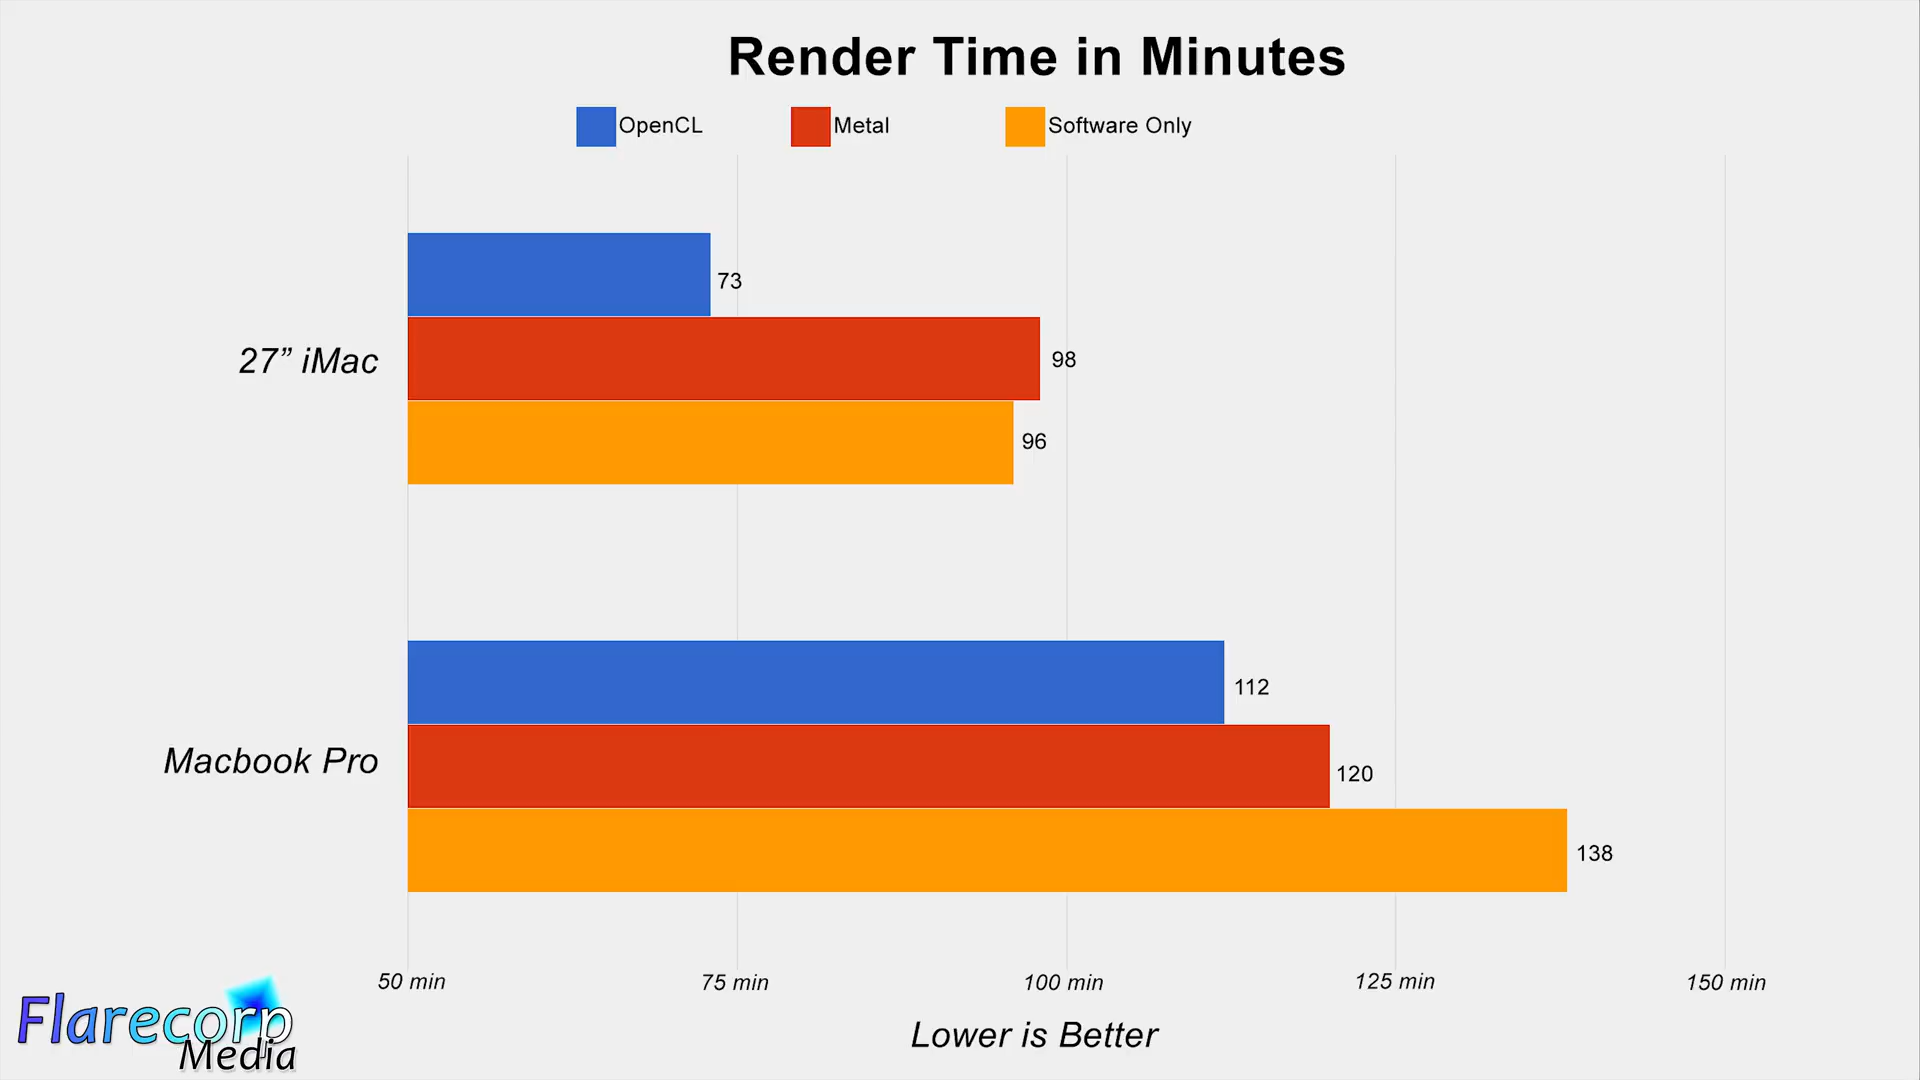 Render Time in Minutes
OpenCL Metal Software Only
73
27” iMac
98
96
112
Macbook Pro
120
138
50 min 75 min 100 min 125 min 150 min
Lower is Better
Flarecorp
Media